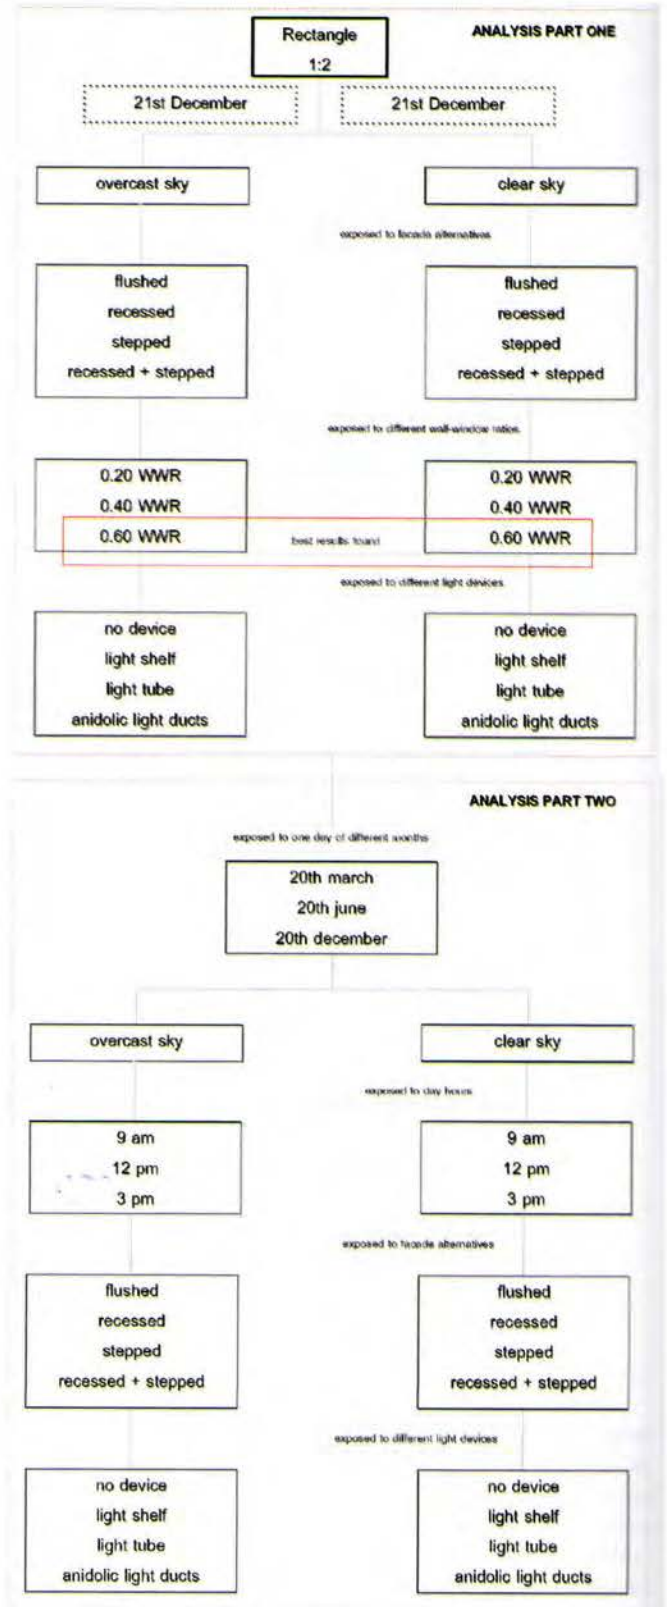 ANALYSIS PART ONE
Rectangle
1:2
21st December
21st December
overcast sky
clear sky
exposed to facade alternatives
flushed
recessed
stepped
recessed + stepped
flushed
recessed
stepped
recessed + stepped
exposed to different wall-window ratios
0.20 WWR
0.40 WWR
0.60 WWR
0.20 WWR
0.40 WWR
0.60 WWR
best results found
exposed to different light devices
no device
light shelf
light tube
anidolic light ducts
no device
light shelf
light tube
anidolic light ducts
ANALYSIS PART TWO
exposed to one day of different months
20th march
20th june
20th december
overcast sky
clear sky
exposed to day hours
9 am
12 pm
3 pm
9 am
12 pm
3 pm
exposed to facade alternatives
flushed
recessed
stepped
recessed + stepped
flushed
recessed
stepped
recessed + stepped
exposed to different light devices
no device
light shelf
light tube
anidolic light ducts
no device
light shelf
light tube
anidolic light ducts